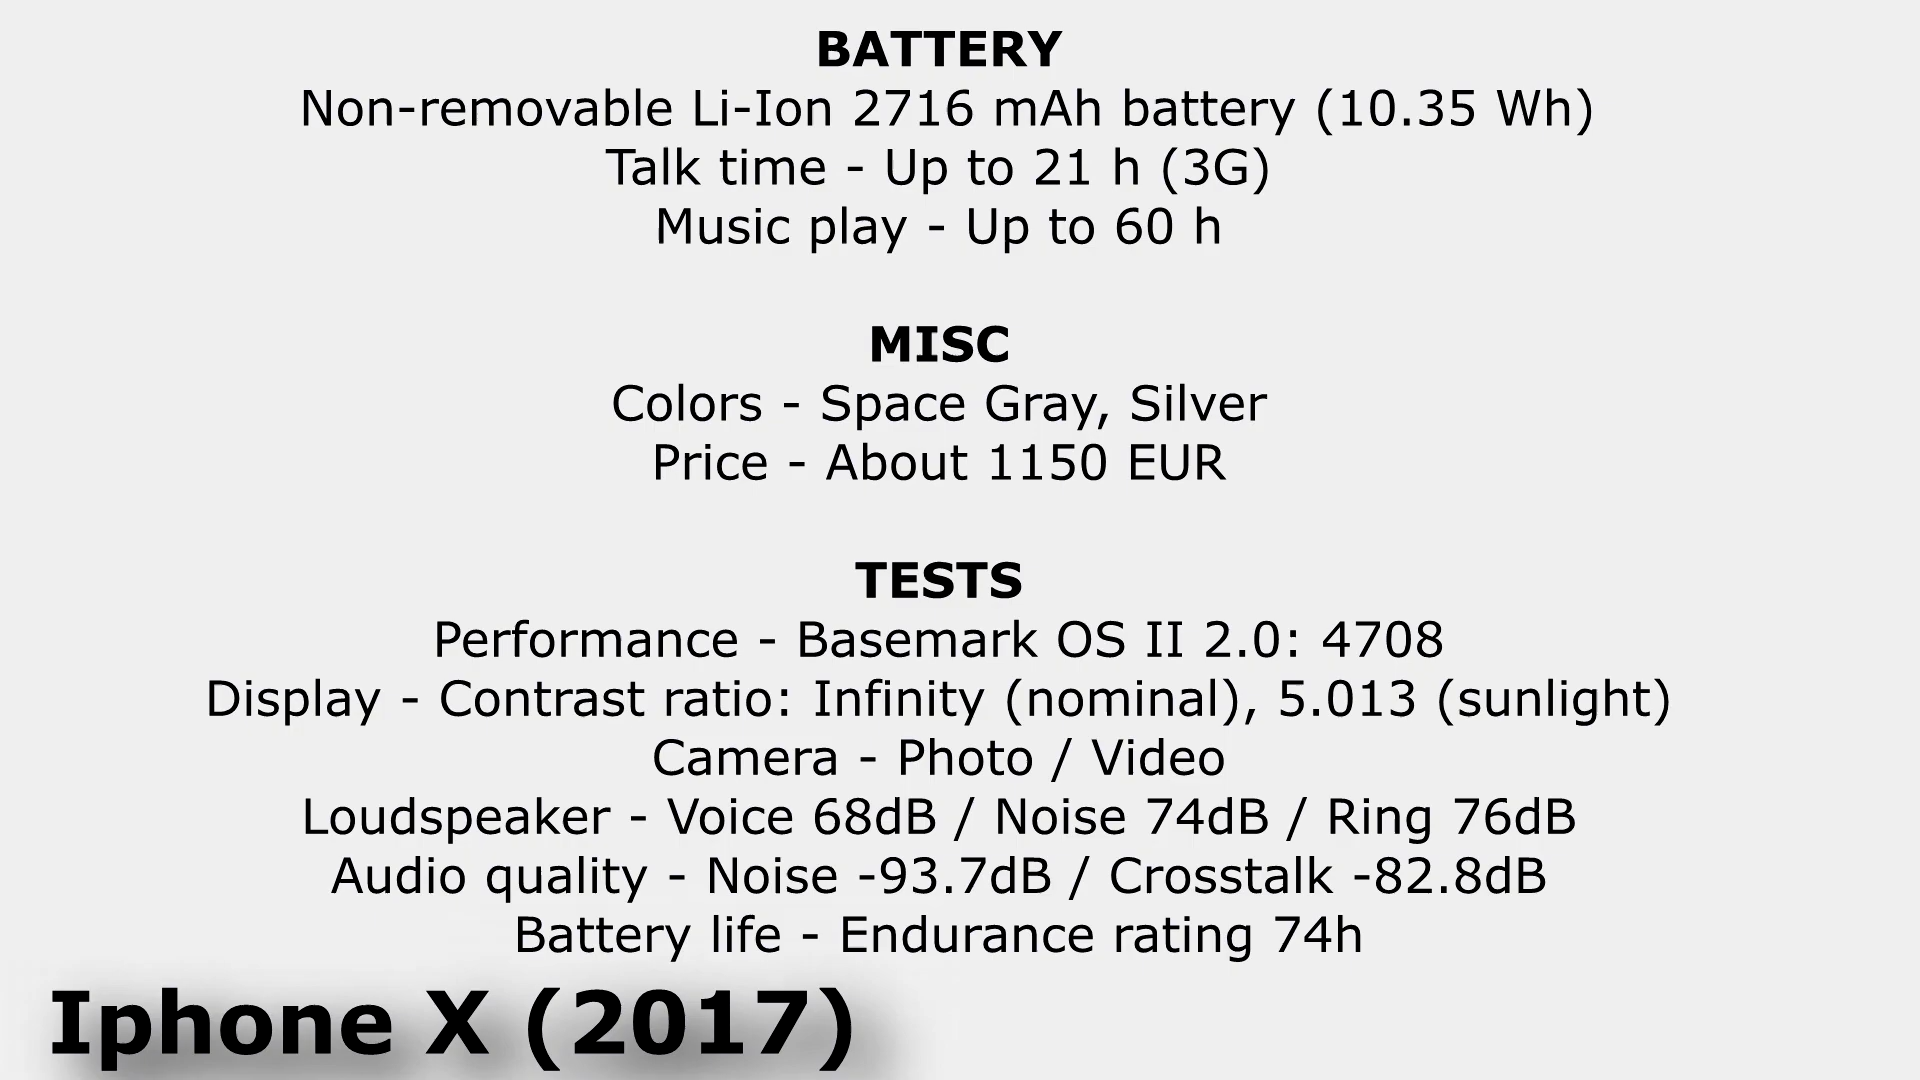 BATTERY
Non-removable Li-Ion 2716 mAh battery (10.35 Wh)
Talk time - Up to 21 h (3G)
Music play - Up to 60 h
MISC
Colors - Space Gray, Silver
Price - About 1150 EUR
TESTS
Performance - Basemark OS II 2.0: 4708
Display - Contrast ratio: Infinity (nominal), 5.013 (sunlight)
Camera - Photo / Video
Loudspeaker - Voice 68dB / Noise 74dB / Ring 76dB
Audio quality - Noise -93.7dB / Crosstalk -82.8dB
Battery life - Endurance rating 74h
Iphone X (2017)